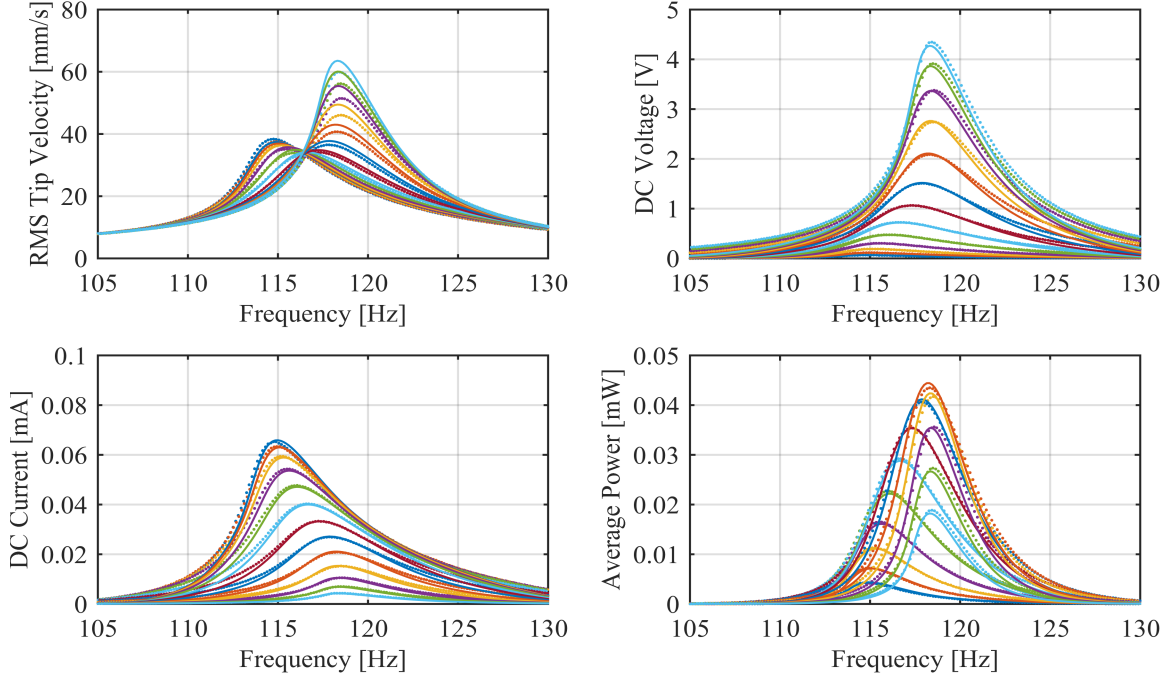 RMS Tip Velocity [mm/s]
80
60
40
20
0
105 110 115 120 125 130
Frequency [Hz]
DC Voltage [V]
5
4
3
2
1
0
105 110 115 120 125 130
Frequency [Hz]
DC Current [mA]
0.1
0.08
0.06
0.04
0.02
0
105 110 115 120 125 130
Frequency [Hz]
Average Power [mW]
0.05
0.04
0.03
0.02
0.01
0
105 110 115 120 125 130
Frequency [Hz]